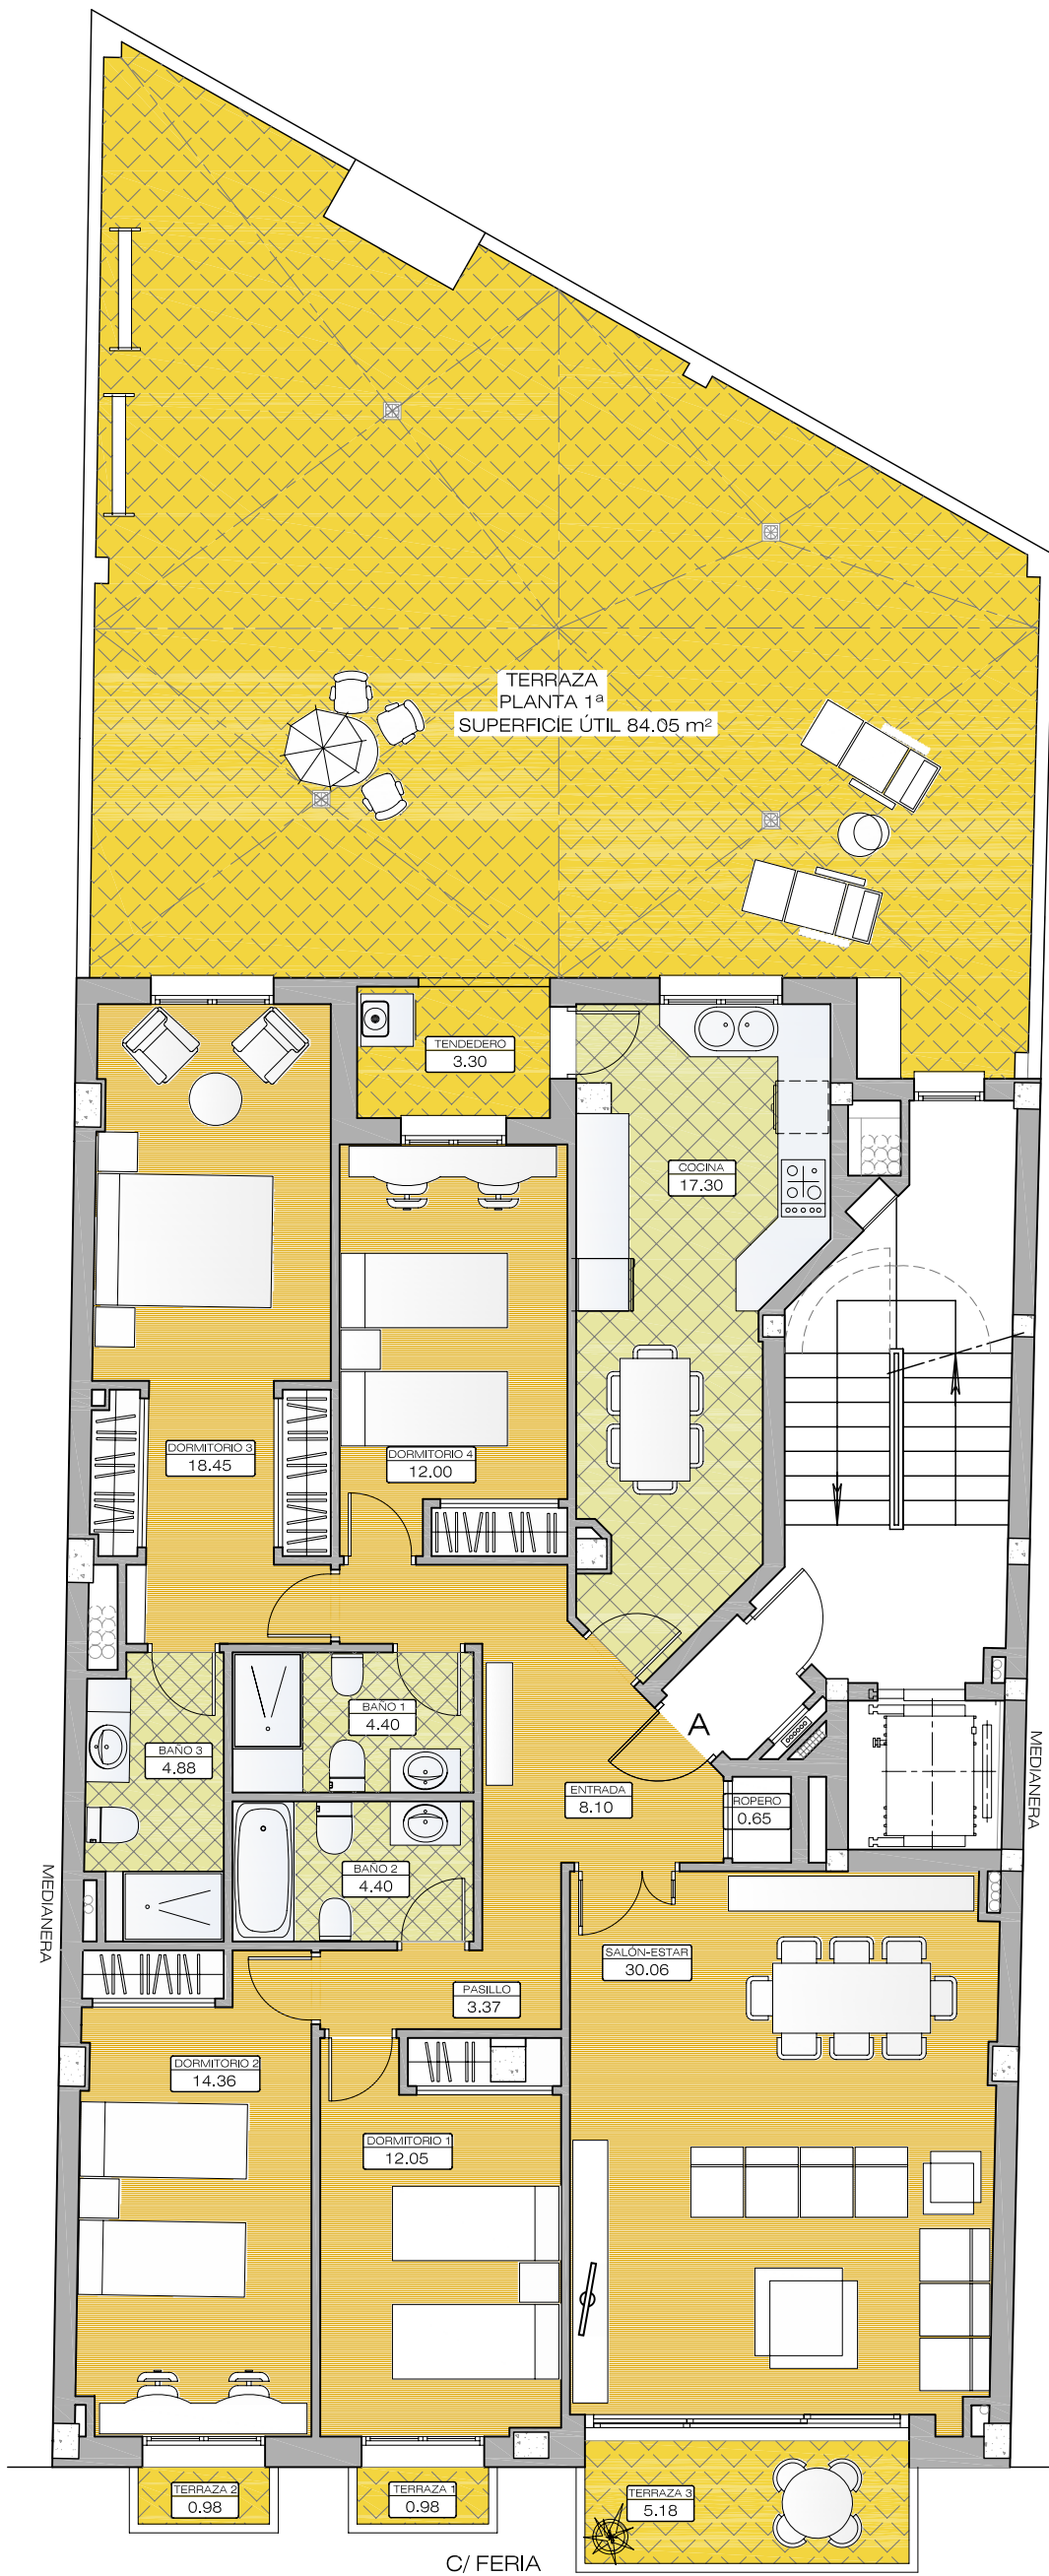 TERRAZA
PLANTA 1ª
SUPERFICIE ÚTIL 84.05 m²
TENDEDERO
3.30
COCINA
17.30
DORMITORIO 3
18.45
DORMITORIO 4
12.00
BAÑO 1
4.40
A
BAÑO 3
4.88
MEDIANERA
ENTRADA
8.10
ROPERO
0.65
BAÑO 2
4.40
MEDIANERA
SALÓN-ESTAR
30.06
PASILLO
3.37
DORMITORIO 2
14.36
DORMITORIO 1
12.05
TERRAZA 2
0.98
TERRAZA 1
0.98
TERRAZA 3
5.18
C/ FERIA